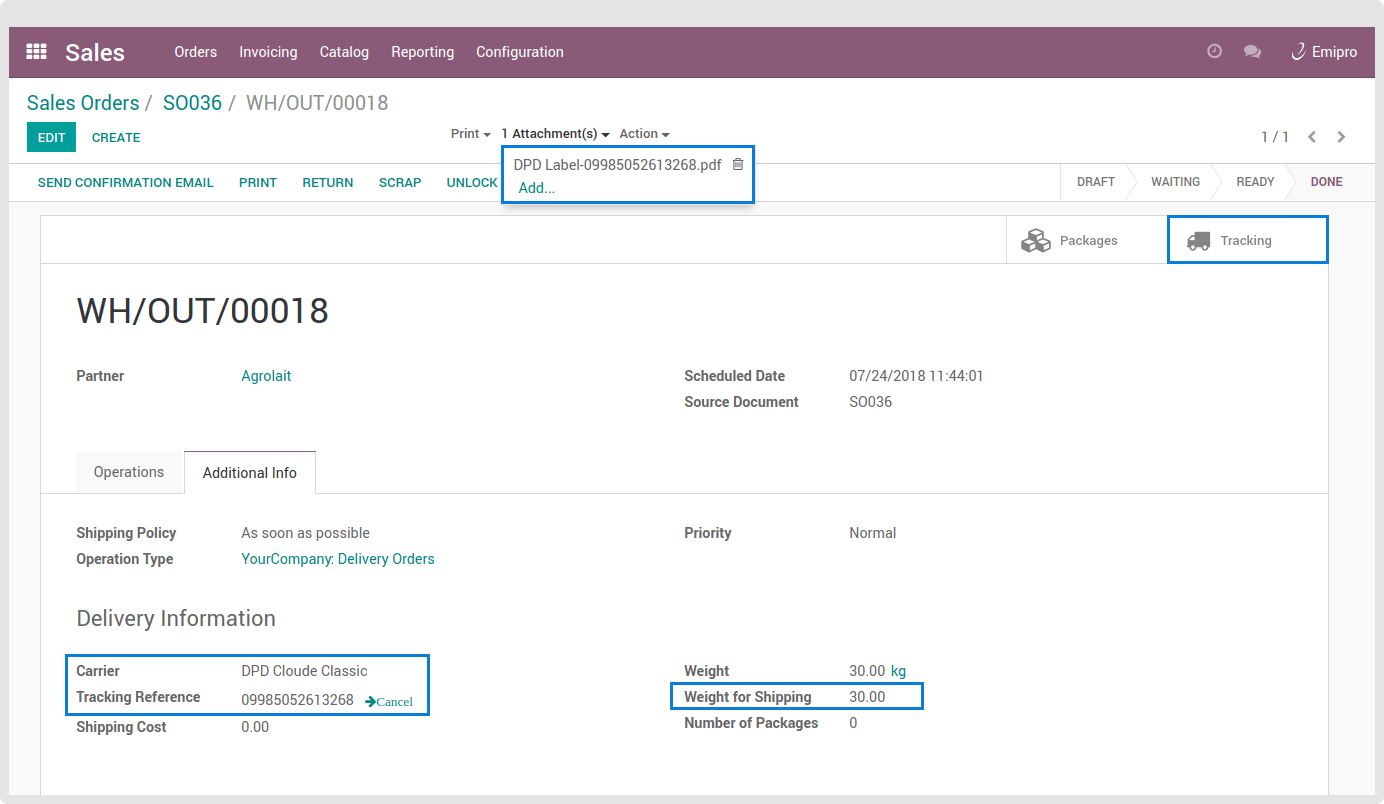 Sales Orders Invoicing Catalog Reporting Configuration Emipro
Sales Orders / SO036 / WH/OUT/00018
EDIT CREATE Print 1 Attachment(s) Action 1 / 1
DPD Label-09985052613268.pdf
Add...
SEND CONFIRMATION EMAIL PRINT RETURN SCRAP UNLOCK DRAFT WAITING READY DONE
Packages Tracking
WH/OUT/00018
Partner Agrolait Scheduled Date 07/24/2018 11:44:01
Source Document SO036
Operations Additional Info
Shipping Policy As soon as possible Priority Normal
Operation Type YourCompany: Delivery Orders
Delivery Information
Carrier DPD Cloude Classic Weight 30.00 kg
Tracking Reference 09985052613268 Cancel Weight for Shipping 30.00
Shipping Cost 0.00 Number of Packages 0